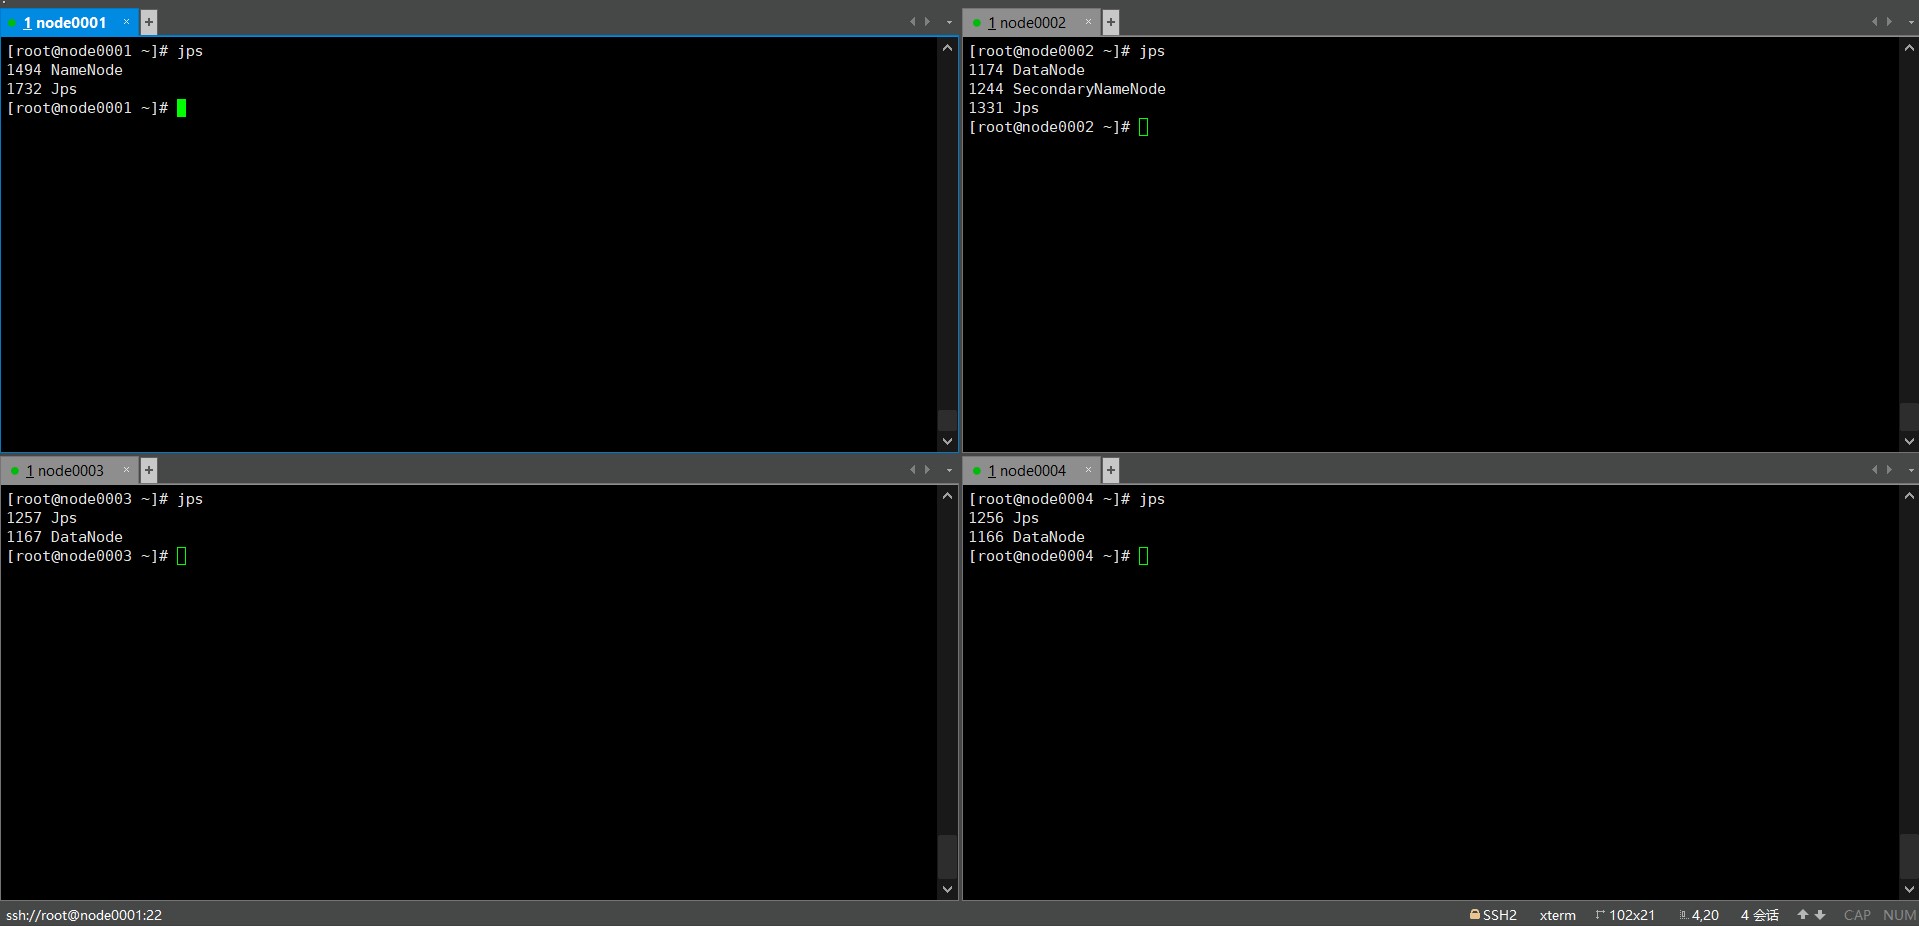 1 node0001 × +
[root@node0001 ~]# jps
1494 NameNode
1732 Jps
[root@node0001 ~]#
1 node0002 × +
[root@node0002 ~]# jps
1174 DataNode
1244 SecondaryNameNode
1331 Jps
[root@node0002 ~]#
1 node0003 × +
[root@node0003 ~]# jps
1257 Jps
1167 DataNode
[root@node0003 ~]#
1 node0004 × +
[root@node0004 ~]# jps
1256 Jps
1166 DataNode
[root@node0004 ~]#
ssh://root@node0001:22 SSH2 xterm 102x21 4,20 4 会话 CAP NUM